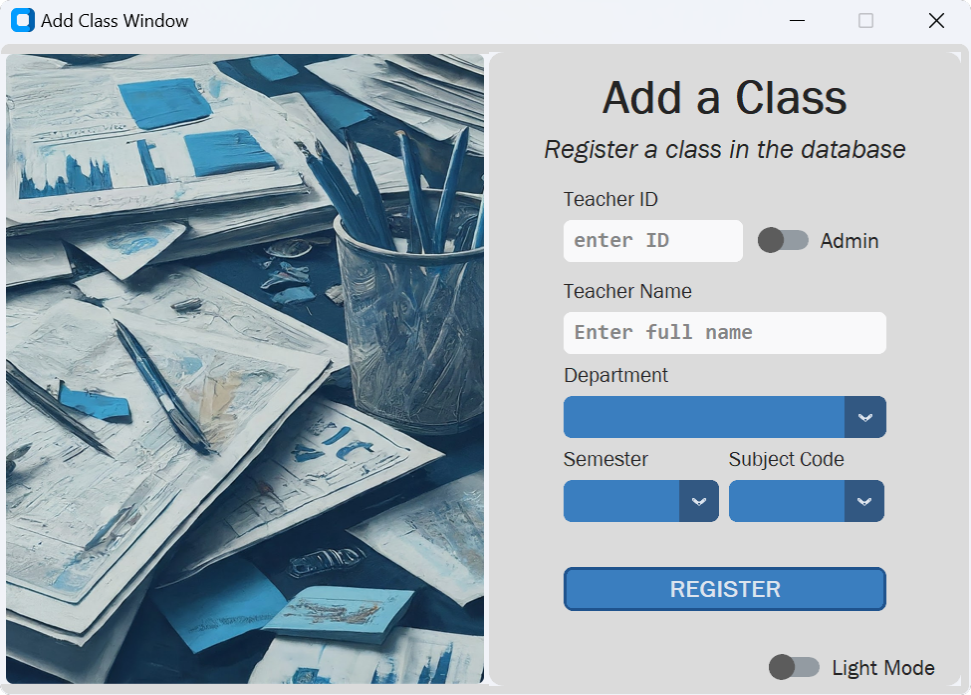 Add Class Window
Add a Class
Register a class in the database
Teacher ID
enter ID
Admin
Teacher Name
Enter full name
Department
Semester Subject Code
REGISTER
Light Mode